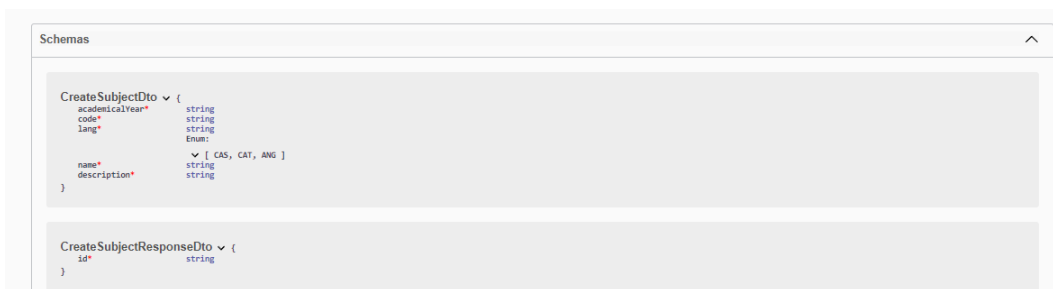 Schemas
CreateSubjectDto {
academicalYear* string
code* string
lang* string
Enum:
[ CAS, CAT, ANG ]
name* string
description* string
}
CreateSubjectResponseDto {
id* string
}